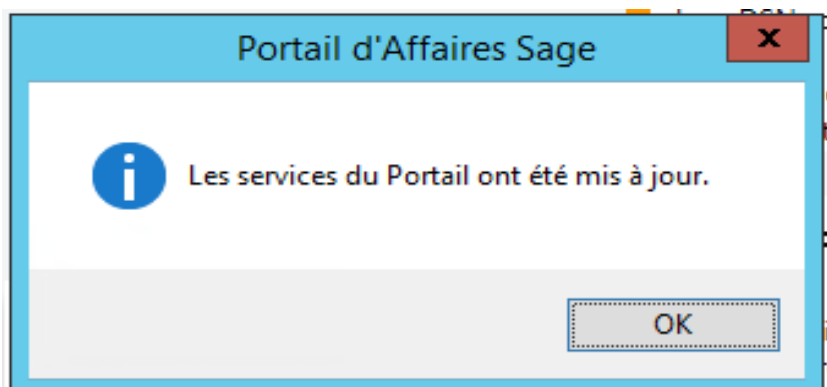 Portail d'Affaires Sage
Les services du Portail ont été mis à jour.
OK